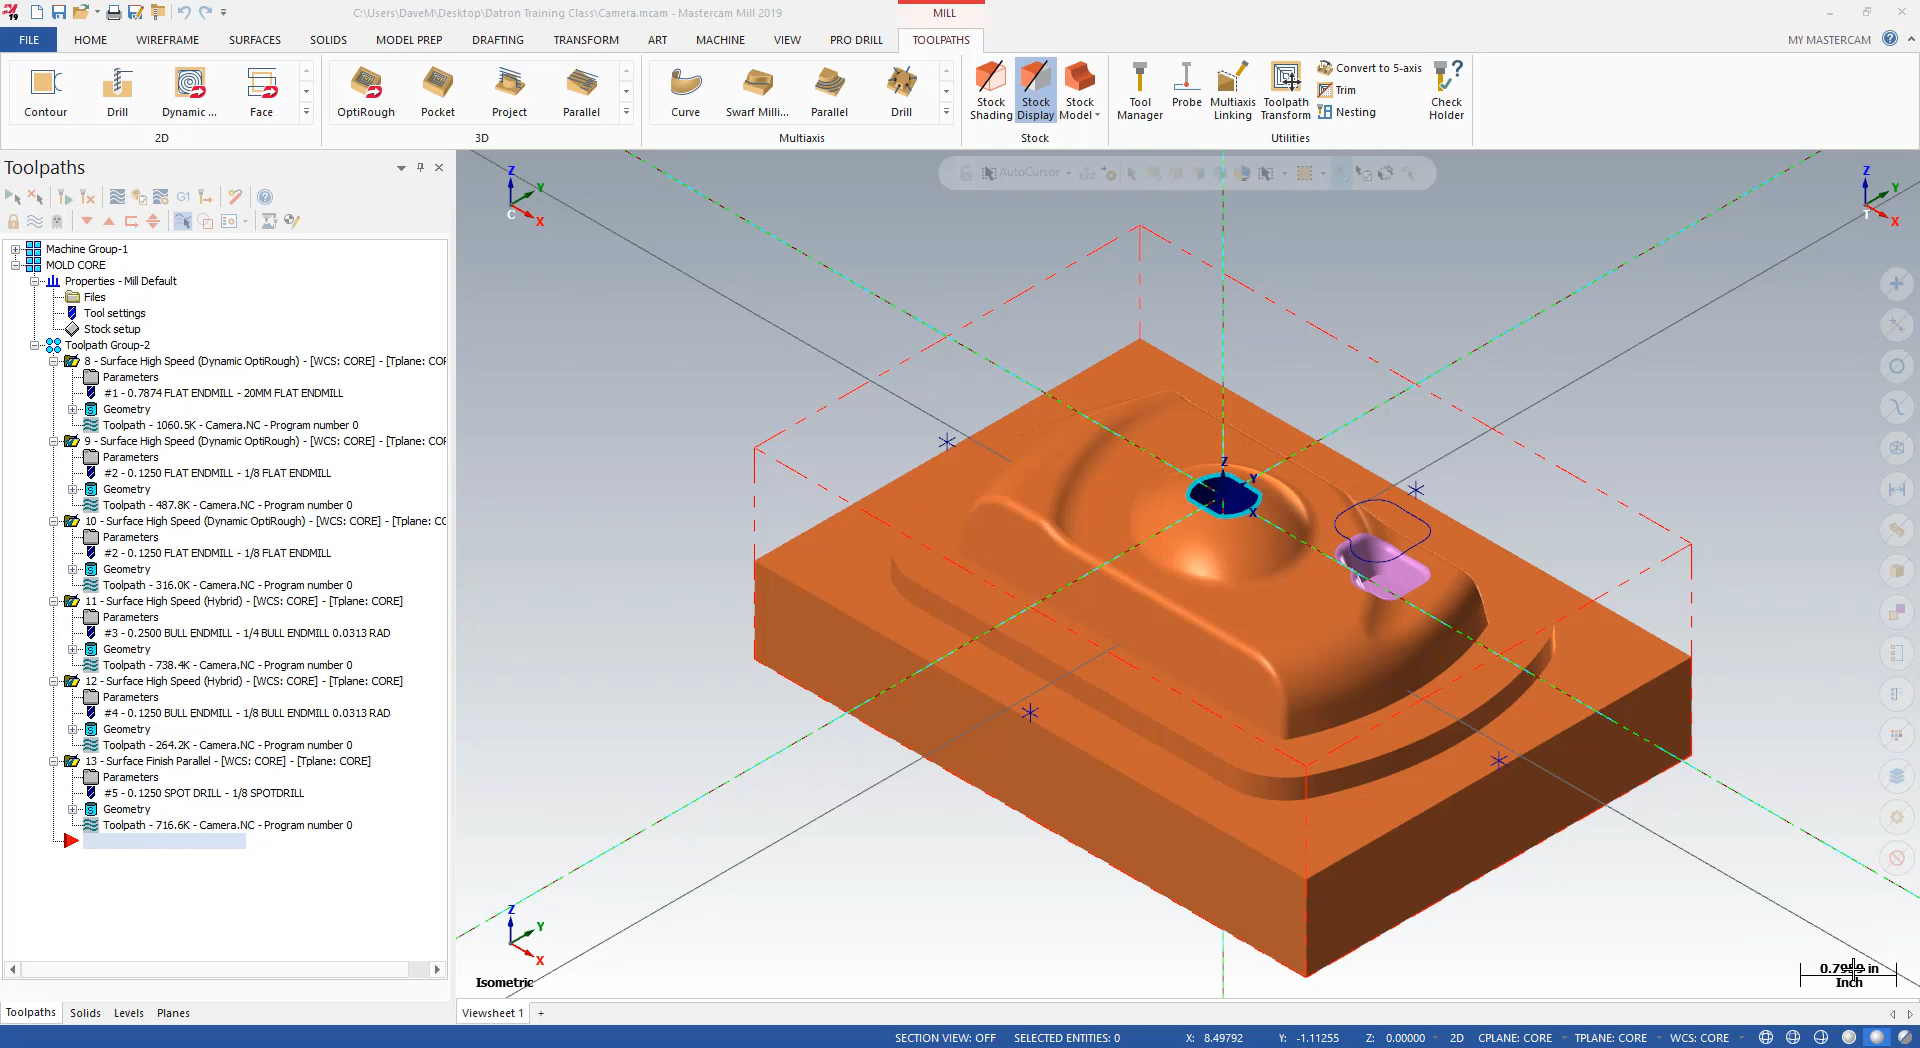 C:\Users\DaveM\Desktop\Datron Training Class\Camera.mcam - Mastercam Mill 2019
MILL
FILE
HOME
WIREFRAME
SURFACES
SOLIDS
MODEL PREP
DRAFTING
TRANSFORM
ART
MACHINE
VIEW
PRO DRILL
TOOLPATHS
MY MASTERCAM
Contour
Drill
Dynamic ...
Face
2D
OptiRough
Pocket
Project
Parallel
3D
Curve
Swarf Milli...
Parallel
Drill
Multiaxis
Stock Shading
Stock Display
Stock Model
Stock
Tool Manager
Probe
Multiaxis Linking
Toolpath Transform
Convert to 5-axis
Trim
Nesting
Check Holder
Utilities
Toolpaths
G1
AutoCursor
Machine Group-1
MOLD CORE
Properties - Mill Default
Files
Tool settings
Stock setup
Toolpath Group-2
8 - Surface High Speed (Dynamic OptiRough) - [WCS: CORE] - [Tplane: COR
Parameters
#1 - 0.7874 FLAT ENDMILL - 20MM FLAT ENDMILL
Geometry
Toolpath - 1060.5K - Camera.NC - Program number 0
9 - Surface High Speed (Dynamic OptiRough) - [WCS: CORE] - [Tplane: COR
Parameters
#2 - 0.1250 FLAT ENDMILL - 1/8 FLAT ENDMILL
Geometry
Toolpath - 487.8K - Camera.NC - Program number 0
10 - Surface High Speed (Dynamic OptiRough) - [WCS: CORE] - [Tplane: CC
Parameters
#2 - 0.1250 FLAT ENDMILL - 1/8 FLAT ENDMILL
Geometry
Toolpath - 316.0K - Camera.NC - Program number 0
11 - Surface High Speed (Hybrid) - [WCS: CORE] - [Tplane: CORE]
Parameters
#3 - 0.2500 BULL ENDMILL - 1/4 BULL ENDMILL 0.0313 RAD
Geometry
Toolpath - 738.4K - Camera.NC - Program number 0
12 - Surface High Speed (Hybrid) - [WCS: CORE] - [Tplane: CORE]
Parameters
#4 - 0.1250 BULL ENDMILL - 1/8 BULL ENDMILL 0.0313 RAD
Geometry
Toolpath - 264.2K - Camera.NC - Program number 0
13 - Surface Finish Parallel - [WCS: CORE] - [Tplane: CORE]
Parameters
#5 - 0.1250 SPOT DRILL - 1/8 SPOTDRILL
Geometry
Toolpath - 716.6K - Camera.NC - Program number 0
Z
Y
X
C
Z
Y
X
T
Z
Y
X
Z
Y
X
Isometric
Inch
Toolpaths
Solids
Levels
Planes
Viewsheet 1
+
SECTION VIEW: OFF
SELECTED ENTITIES: 0
X: 8.49792
Y: -1.11255
Z: 0.00000
2D
CPLANE: CORE
TPLANE: CORE
WCS: CORE